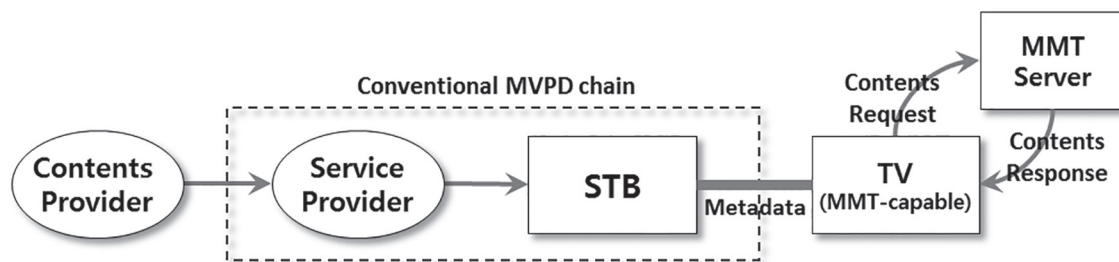 MMT
Server
Conventional MVPD chain
Contents
Request
Contents
Provider
Service
Provider
STB
Metadata
TV
(MMT-capable)
Contents
Response